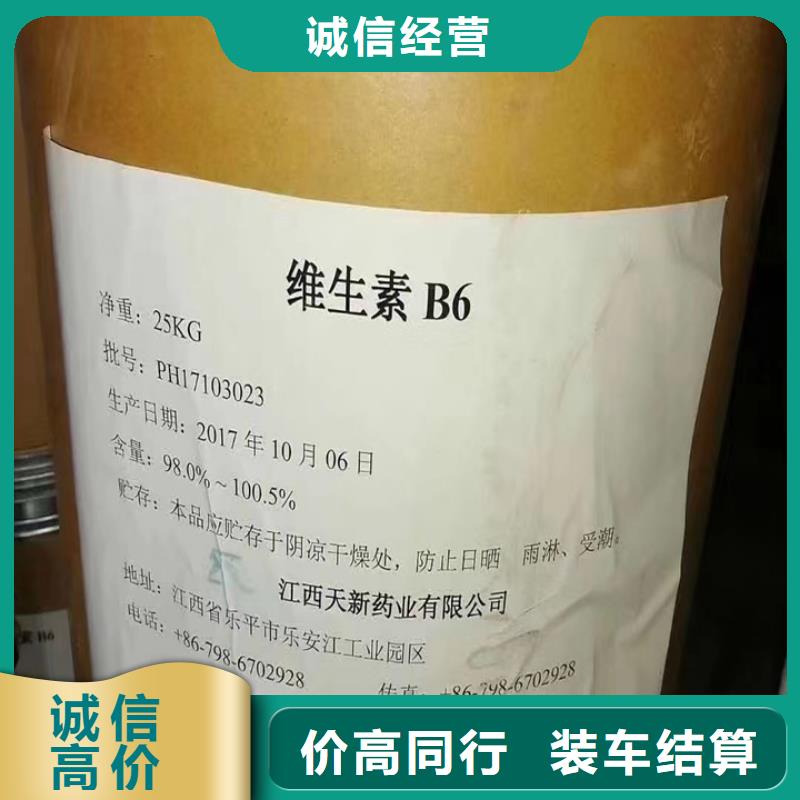 诚信经营
维生素 B6
净重：25KG
批号：PH17103023
生产日期：2017 年 10 月 06 日
含量：98.0%～100.5%
贮存：本品应贮存于阴凉干燥处，防止日晒 雨淋、受潮。
江西天新药业有限公司
地址：江西省乐平市乐安江工业园区
电话：+86-798-6702928 传真：+86-798-6702928
素 B6
诚信
高价
价高同行 装车结算